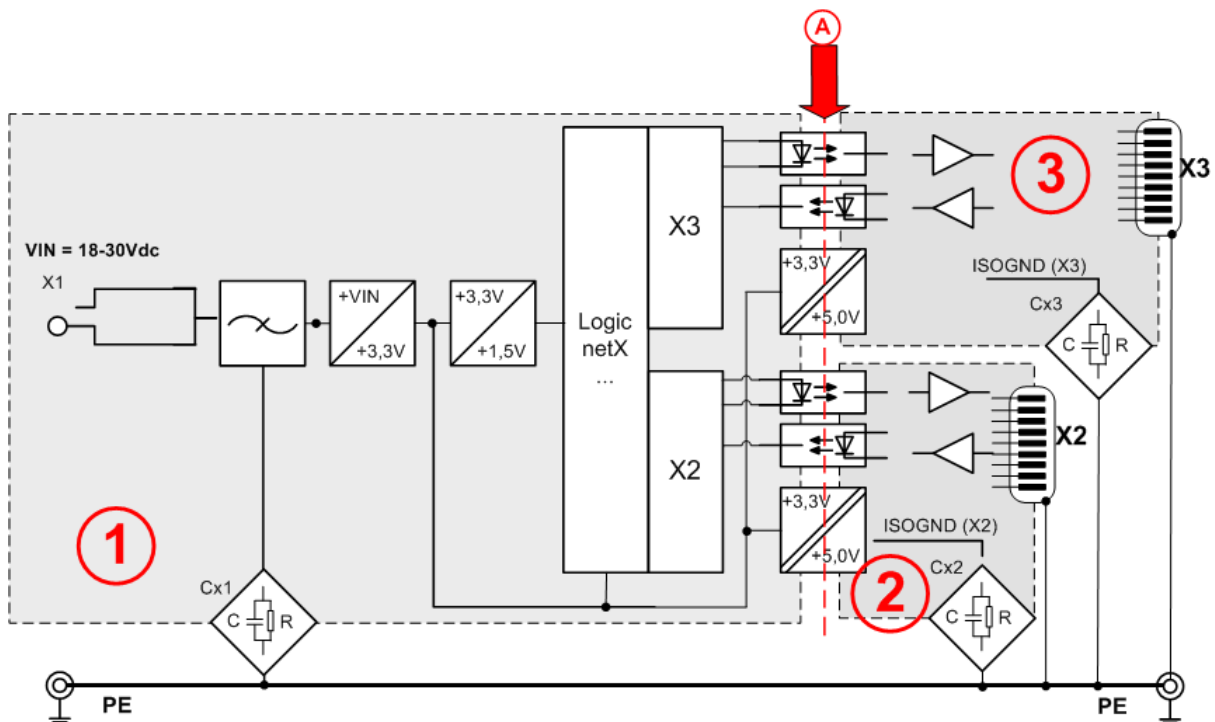 A
VIN = 18-30Vdc
X1
+VIN
+3,3V
+3,3V
+1,5V
Logic
netX
...
X3
X2
+3,3V
+5,0V
+3,3V
+5,0V
3
X3
ISOGND (X3)
Cx3
C
R
X2
ISOGND (X2)
Cx2
2
C
R
1
Cx1
C
R
PE
PE